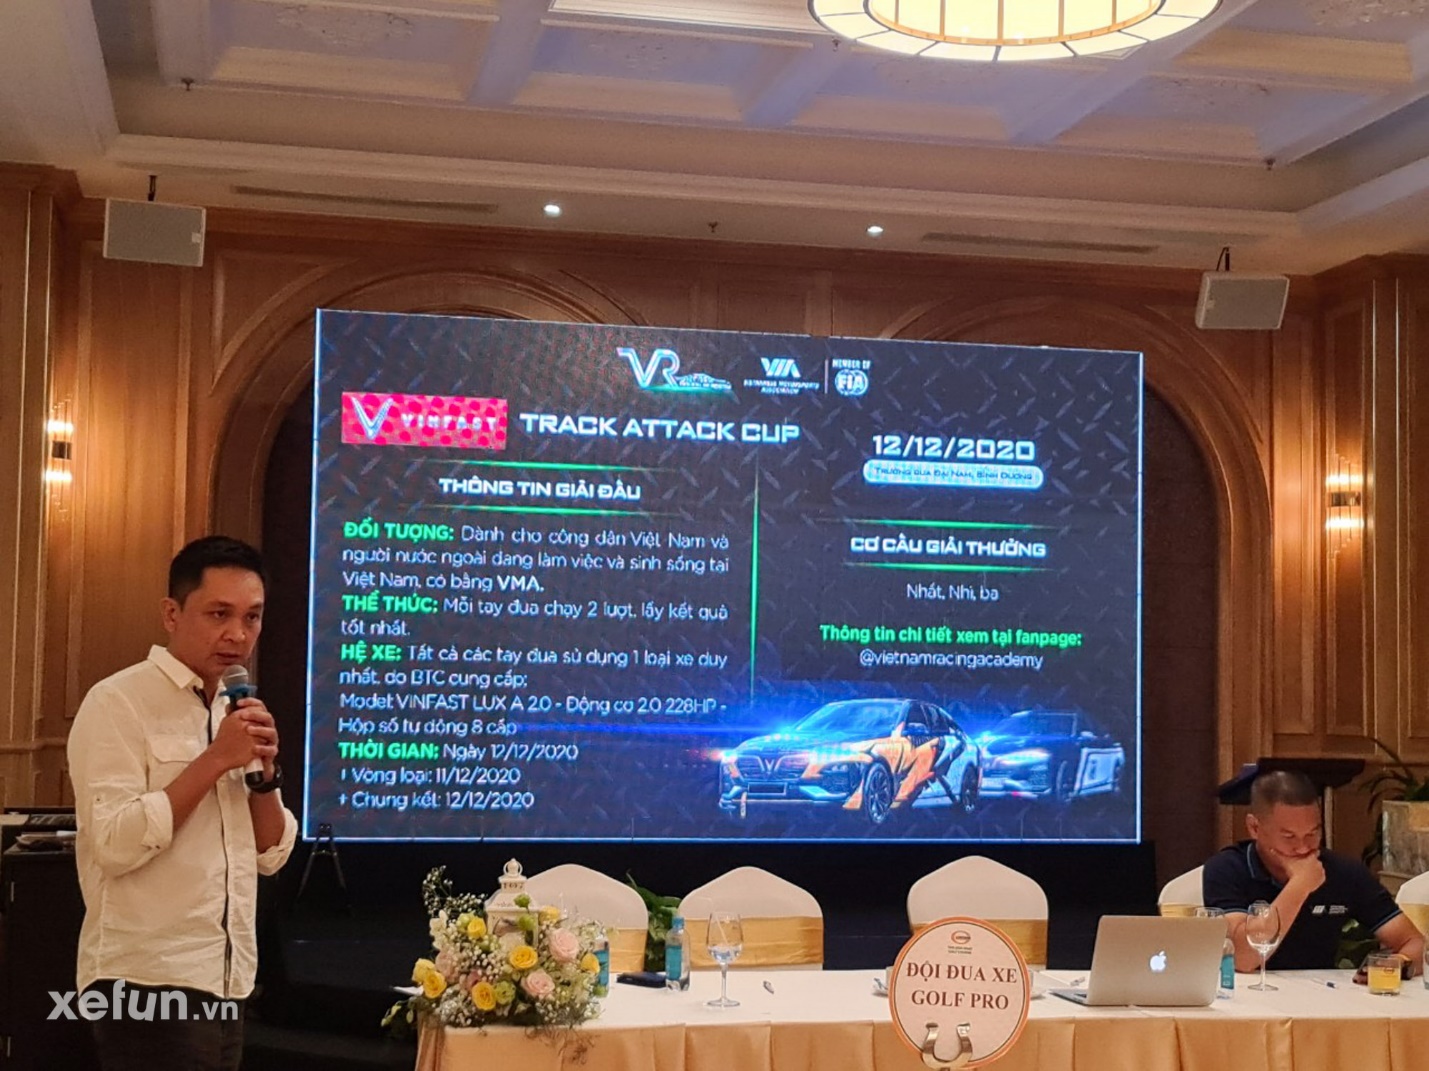 VR
VMA
VIETNAMESE MOTORSPORTS
ASSOCIATION
MEMBER OF
FIA
VINFAST
TRACK ATTACK CUP
12/12/2020
TRƯỜNG ĐUA ĐẠI NAM, BÌNH DƯƠNG
THÔNG TIN GIẢI ĐẤU
ĐỐI TƯỢNG: Dành cho công dân Việt Nam và
người nước ngoài đang làm việc và sinh sống tại
Việt Nam, có bằng VMA.
THỂ THỨC: Mỗi tay đua chạy 2 lượt, lấy kết quả
tốt nhất.
HỆ XE: Tất cả các tay đua sử dụng 1 loại xe duy
nhất, do BTC cung cấp;
Model: VINFAST LUX A 2.0 - Động cơ 2.0 228HP -
Hộp số tự động 8 cấp
THỜI GIAN: Ngày 12/12/2020
+ Vòng loại: 11/12/2020
+ Chung kết: 12/12/2020
CƠ CẤU GIẢI THƯỞNG
Nhất, Nhì, ba
Thông tin chi tiết xem tại fanpage:
@vietnamracingacademy
ĐỘI ĐUA XE
GOLF PRO
xefun.vn